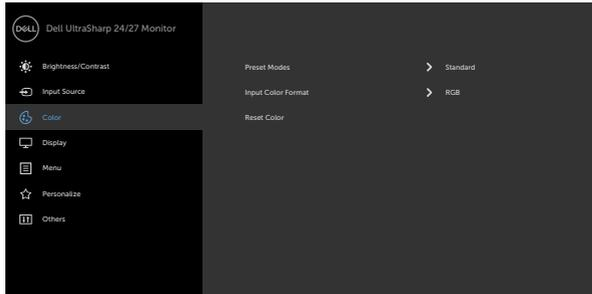 DELL Dell UltraSharp 24/27 Monitor
Brightness/Contrast
Preset Modes Standard
Input Source
Input Color Format RGB
Color
Reset Color
Display
Menu
Personalize
Others